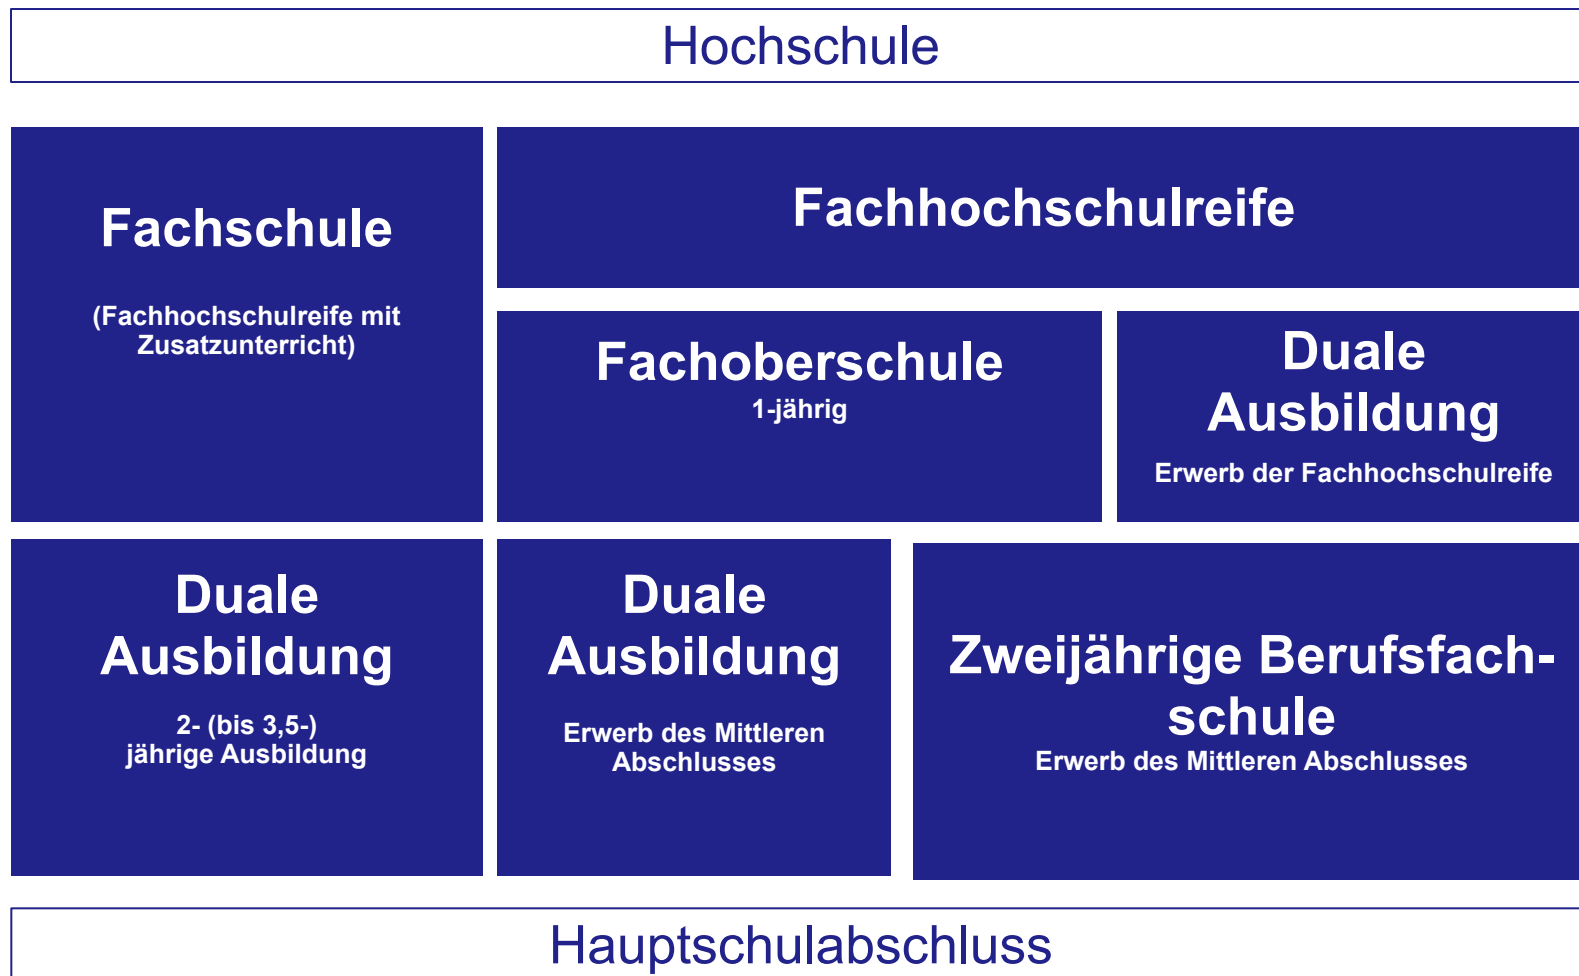 Hochschule
Fachschule
(Fachhochschulreife mit
Zusatzunterricht)
Fachhochschulreife
Fachoberschule
1-jährig
Duale
Ausbildung
Erwerb der Fachhochschulreife
Duale
Ausbildung
2- (bis 3,5-)
jährige Ausbildung
Duale
Ausbildung
Erwerb des Mittleren
Abschlusses
Zweijährige Berufsfach-
schule
Erwerb des Mittleren Abschlusses
Hauptschulabschluss